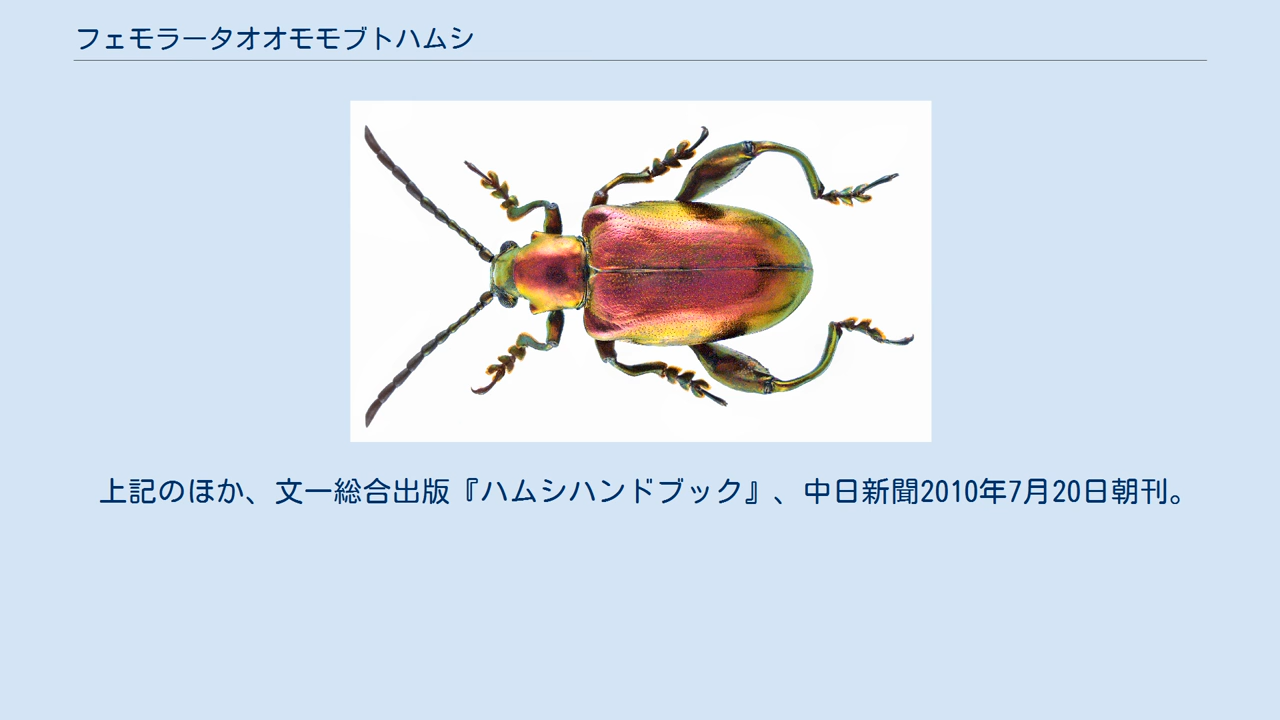 フェモラータオオモモブトハムシ
上記のほか、文一総合出版『ハムシハンドブック』、中日新聞2010年7月20日朝刊。